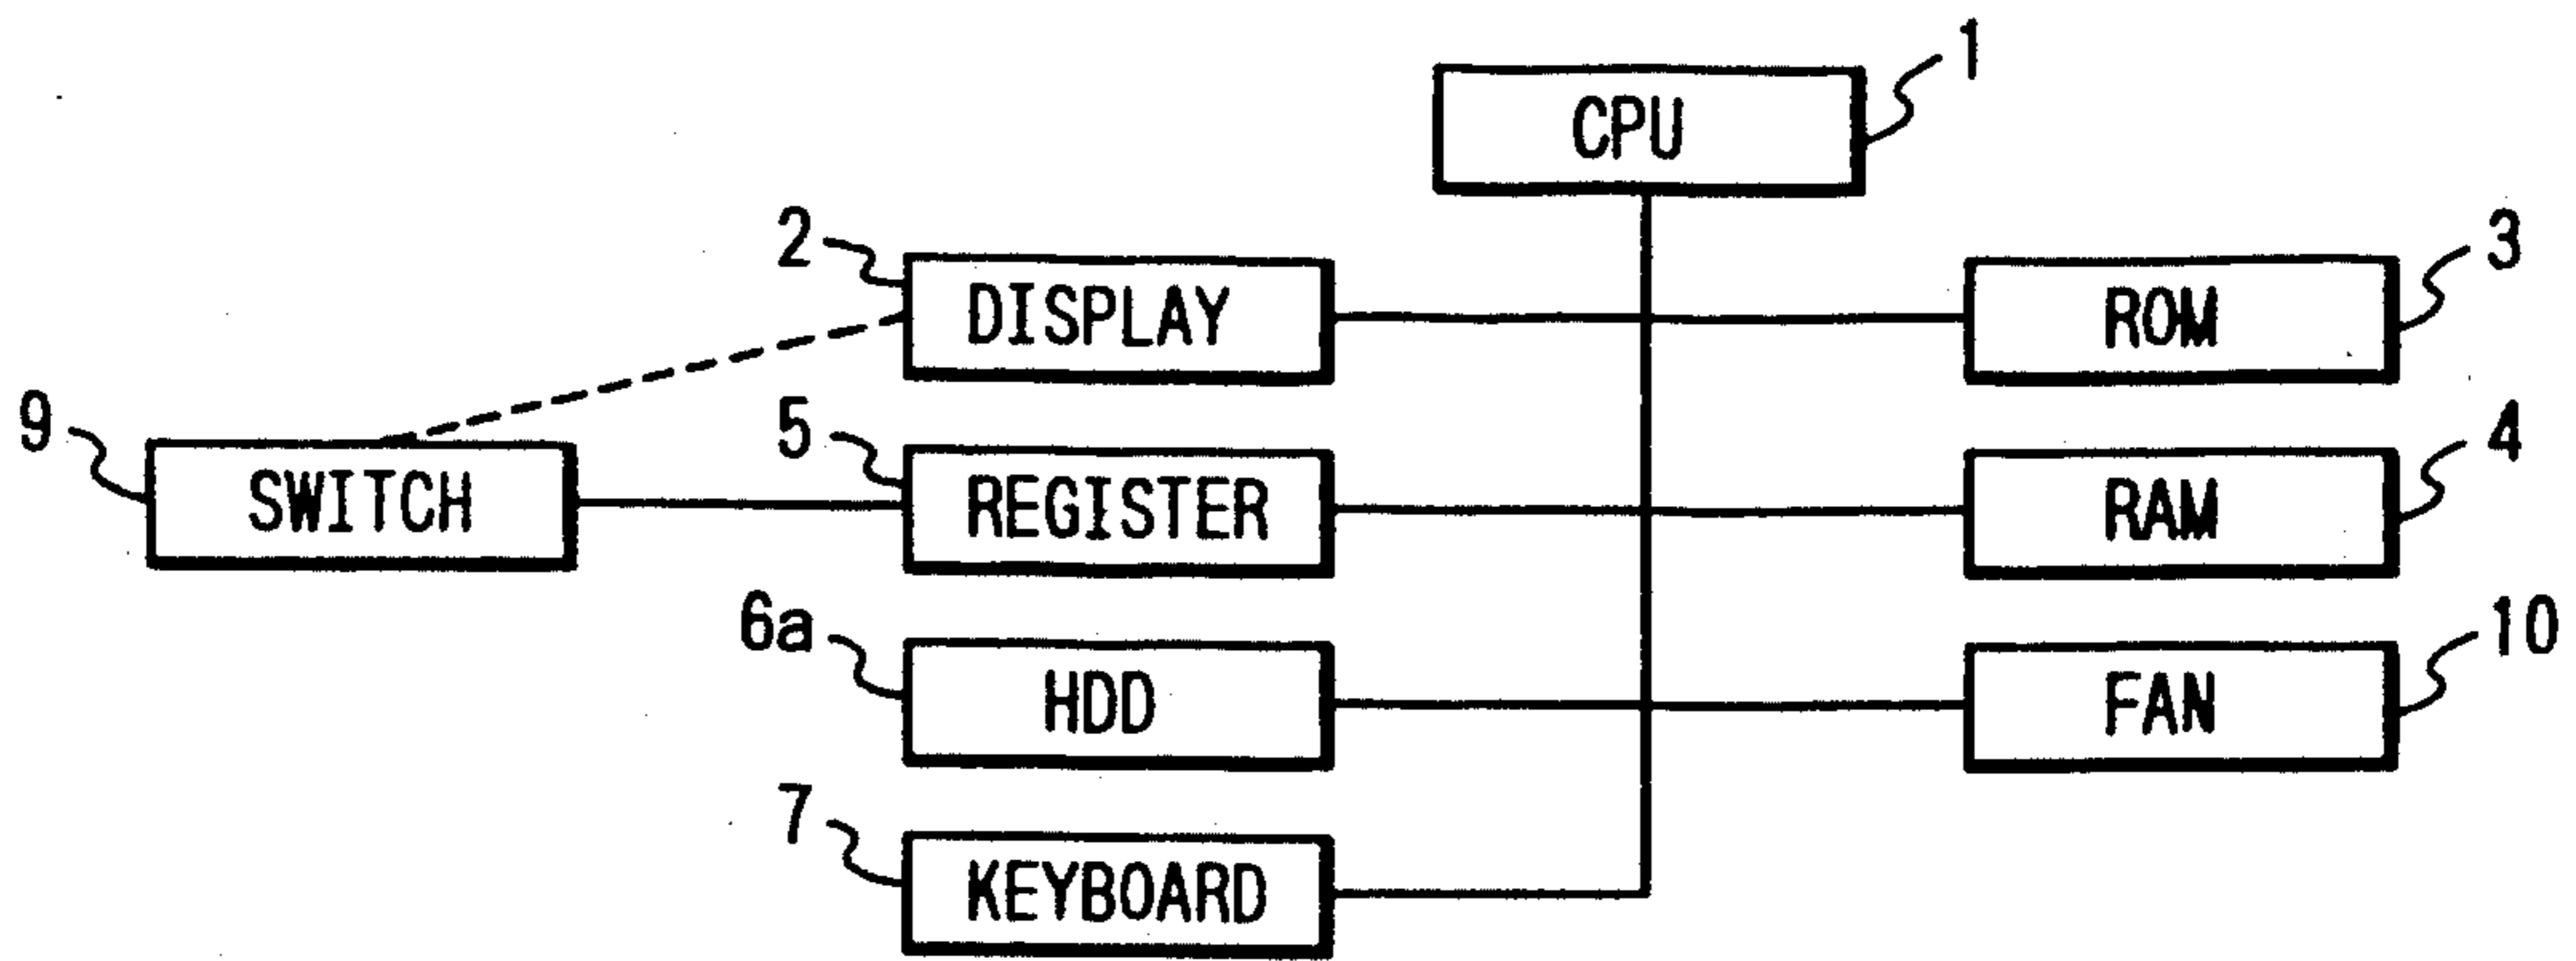 1
CPU
2
DISPLAY
3
ROM
9
SWITCH
5
REGISTER
4
RAM
6a
HDD
10
FAN
7
KEYBOARD